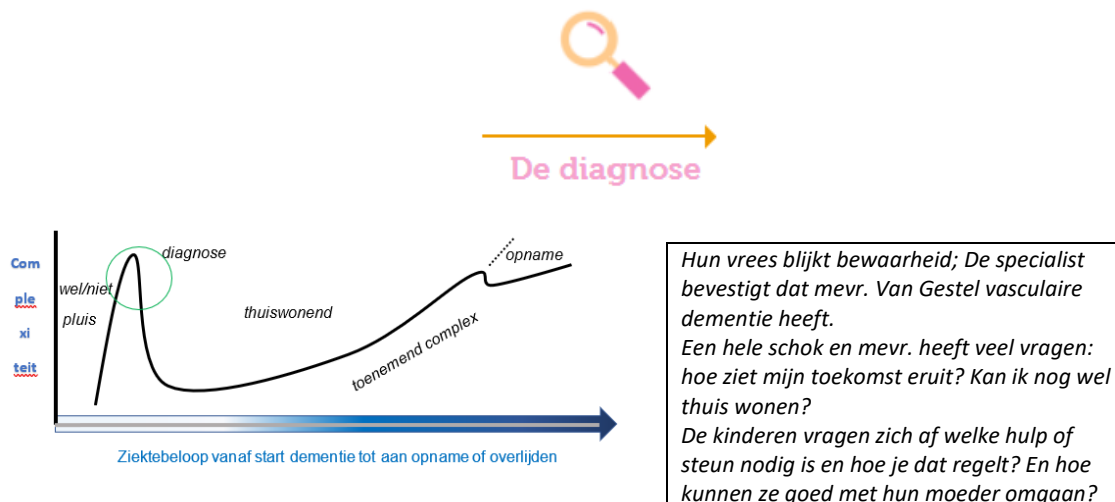 De diagnose
Com
ple
xi
teit
wel/niet
pluis
diagnose
thuiswonend
toenemend complex
opname
Ziektebeloop vanaf start dementie tot aan opname of overlijden
Hun vrees blijkt bewaarheid; De specialist
bevestigt dat mevr. Van Gestel vasculaire
dementie heeft.
Een hele schok en mevr. heeft veel vragen:
hoe ziet mijn toekomst eruit? Kan ik nog wel
thuis wonen?
De kinderen vragen zich af welke hulp of
steun nodig is en hoe je dat regelt? En hoe
kunnen ze goed met hun moeder omgaan?